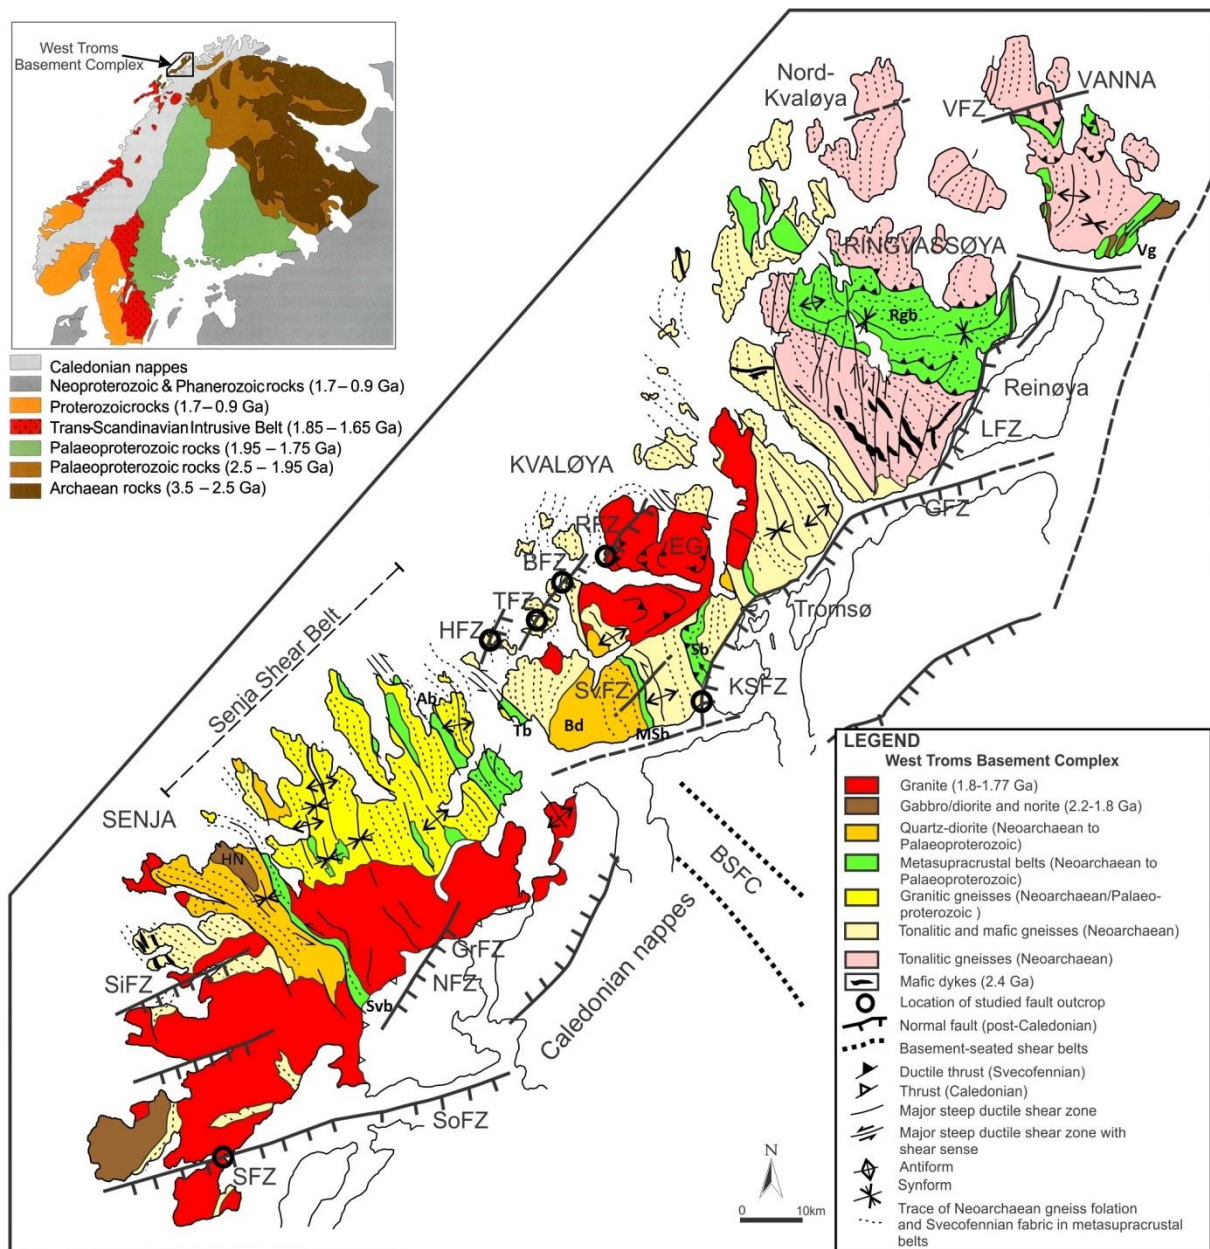 West Troms
Basement Complex
Caledonian nappes
Neoproterozoic & Phanerozoic rocks (1.7 – 0.9 Ga)
Proterozoic rocks (1.7 – 0.9 Ga)
Trans-Scandinavian Intrusive Belt (1.85 – 1.65 Ga)
Palaeoproterozoic rocks (1.95 – 1.75 Ga)
Palaeoproterozoic rocks (2.5 – 1.95 Ga)
Archaean rocks (3.5 – 2.5 Ga)
Nord-
Kvaløya
VFZ
VANNA
Vg
RINGVASSØYA
Rgb
Reinøya
LFZ
GFZ
KVALØYA
RFZ
EG
BFZ
TFZ
HFZ
Tromsø
Sb
KSFZ
SvFZ
Senja Shear Belt
Ab
Tb
Bd
MSb
SENJA
HN
BSFC
GrFZ
NFZ
SiFZ
Svb
Caledonian nappes
SoFZ
SFZ
N
0 10km
LEGEND
West Troms Basement Complex
Granite (1.8-1.77 Ga)
Gabbro/diorite and norite (2.2-1.8 Ga)
Quartz-diorite (Neoarchaean to
Palaeoproterozoic)
Metasupracrustal belts (Neoarchaean to
Palaeoproterozoic)
Granitic gneisses (Neoarchaean/Palaeo-
proterozoic )
Tonalitic and mafic gneisses (Neoarchaean)
Tonalitic gneisses (Neoarchaean)
Mafic dykes (2.4 Ga)
Location of studied fault outcrop
Normal fault (post-Caledonian)
Basement-seated shear belts
Ductile thrust (Svecofennian)
Thrust (Caledonian)
Major steep ductile shear zone
Major steep ductile shear zone with
shear sense
Antiform
Synform
Trace of Neoarchaean gneiss folation
and Svecofennian fabric in metasupracrustal
belts